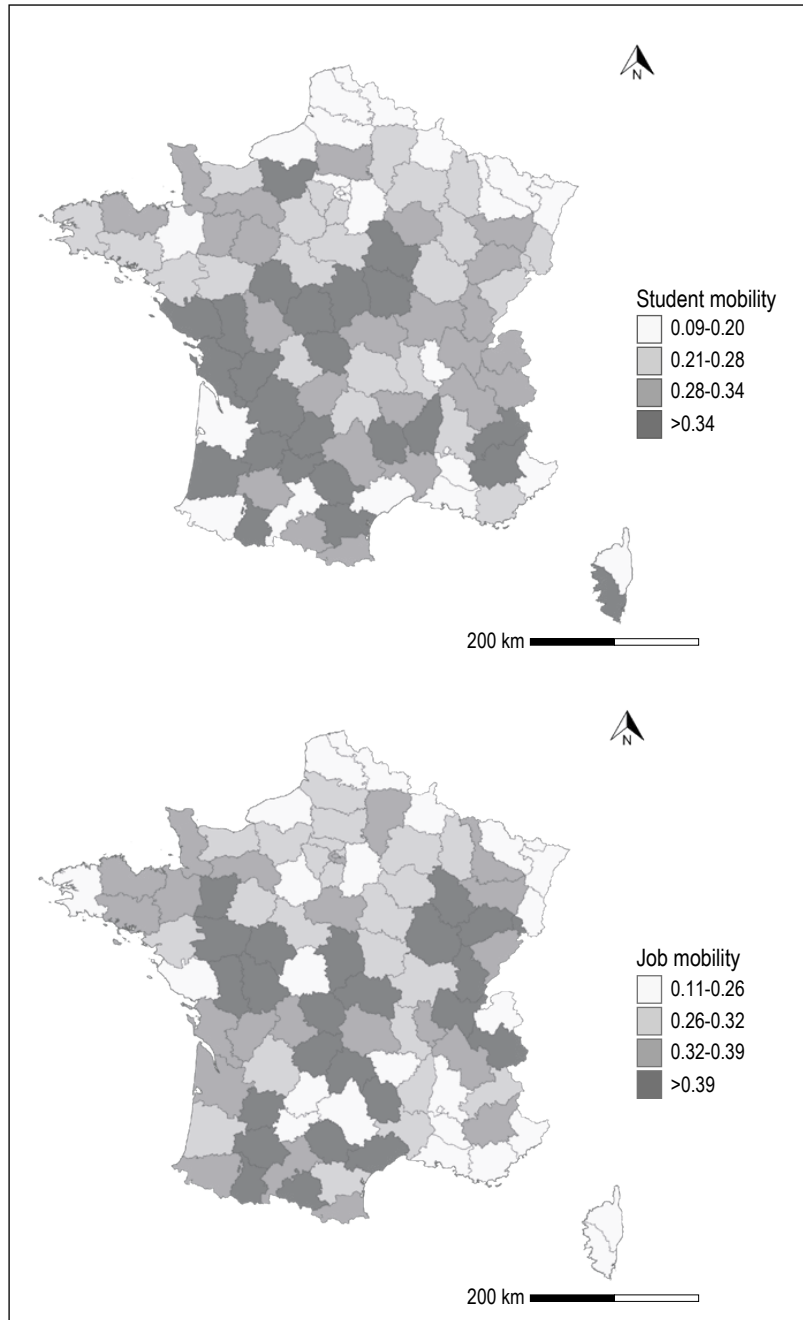 N
Student mobility
0.09-0.20
0.21-0.28
0.28-0.34
>0.34
200 km
N
Job mobility
0.11-0.26
0.26-0.32
0.32-0.39
>0.39
200 km